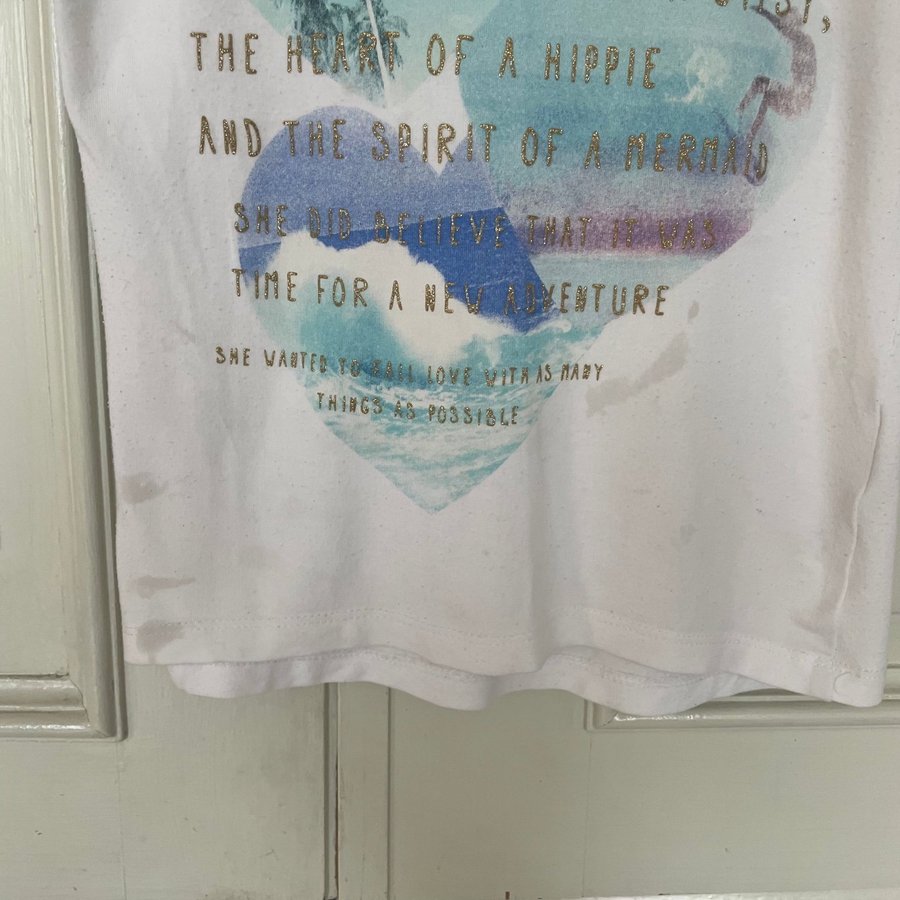 THE HEART OF A HIPPIE
AND THE SPIRIT OF A MERMAID
SHE DID BELIEVE THAT IT WAS
TIME FOR A NEW ADVENTURE
SHE WANTED TO FALL LOVE WITH AS MANY
THINGS AS POSSIBLE